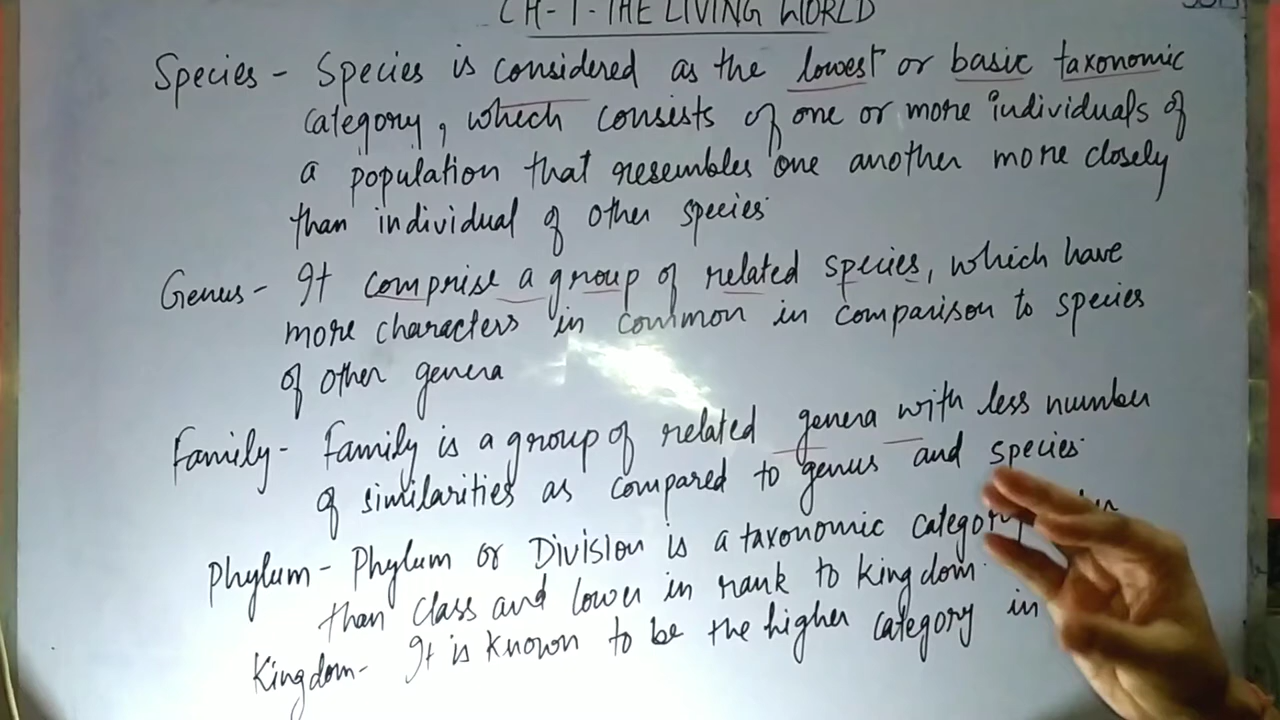 CH-1-THE LIVING WORLD
Species - Species is considered as the lowest or basic taxonomic
category, which consists of one or more individuals of
a population that resembles one another more closely
than individual of other species.
Genus - It comprise a group of related species, which have
more characters in common in comparison to species
of other genera
Family - Family is a group of related genera with less number
of similarities as compared to genus and species.
Phylum - Phylum or Division is a taxonomic category
than class and lower in rank to kingdom.
Kingdom - It is known to be the higher category in